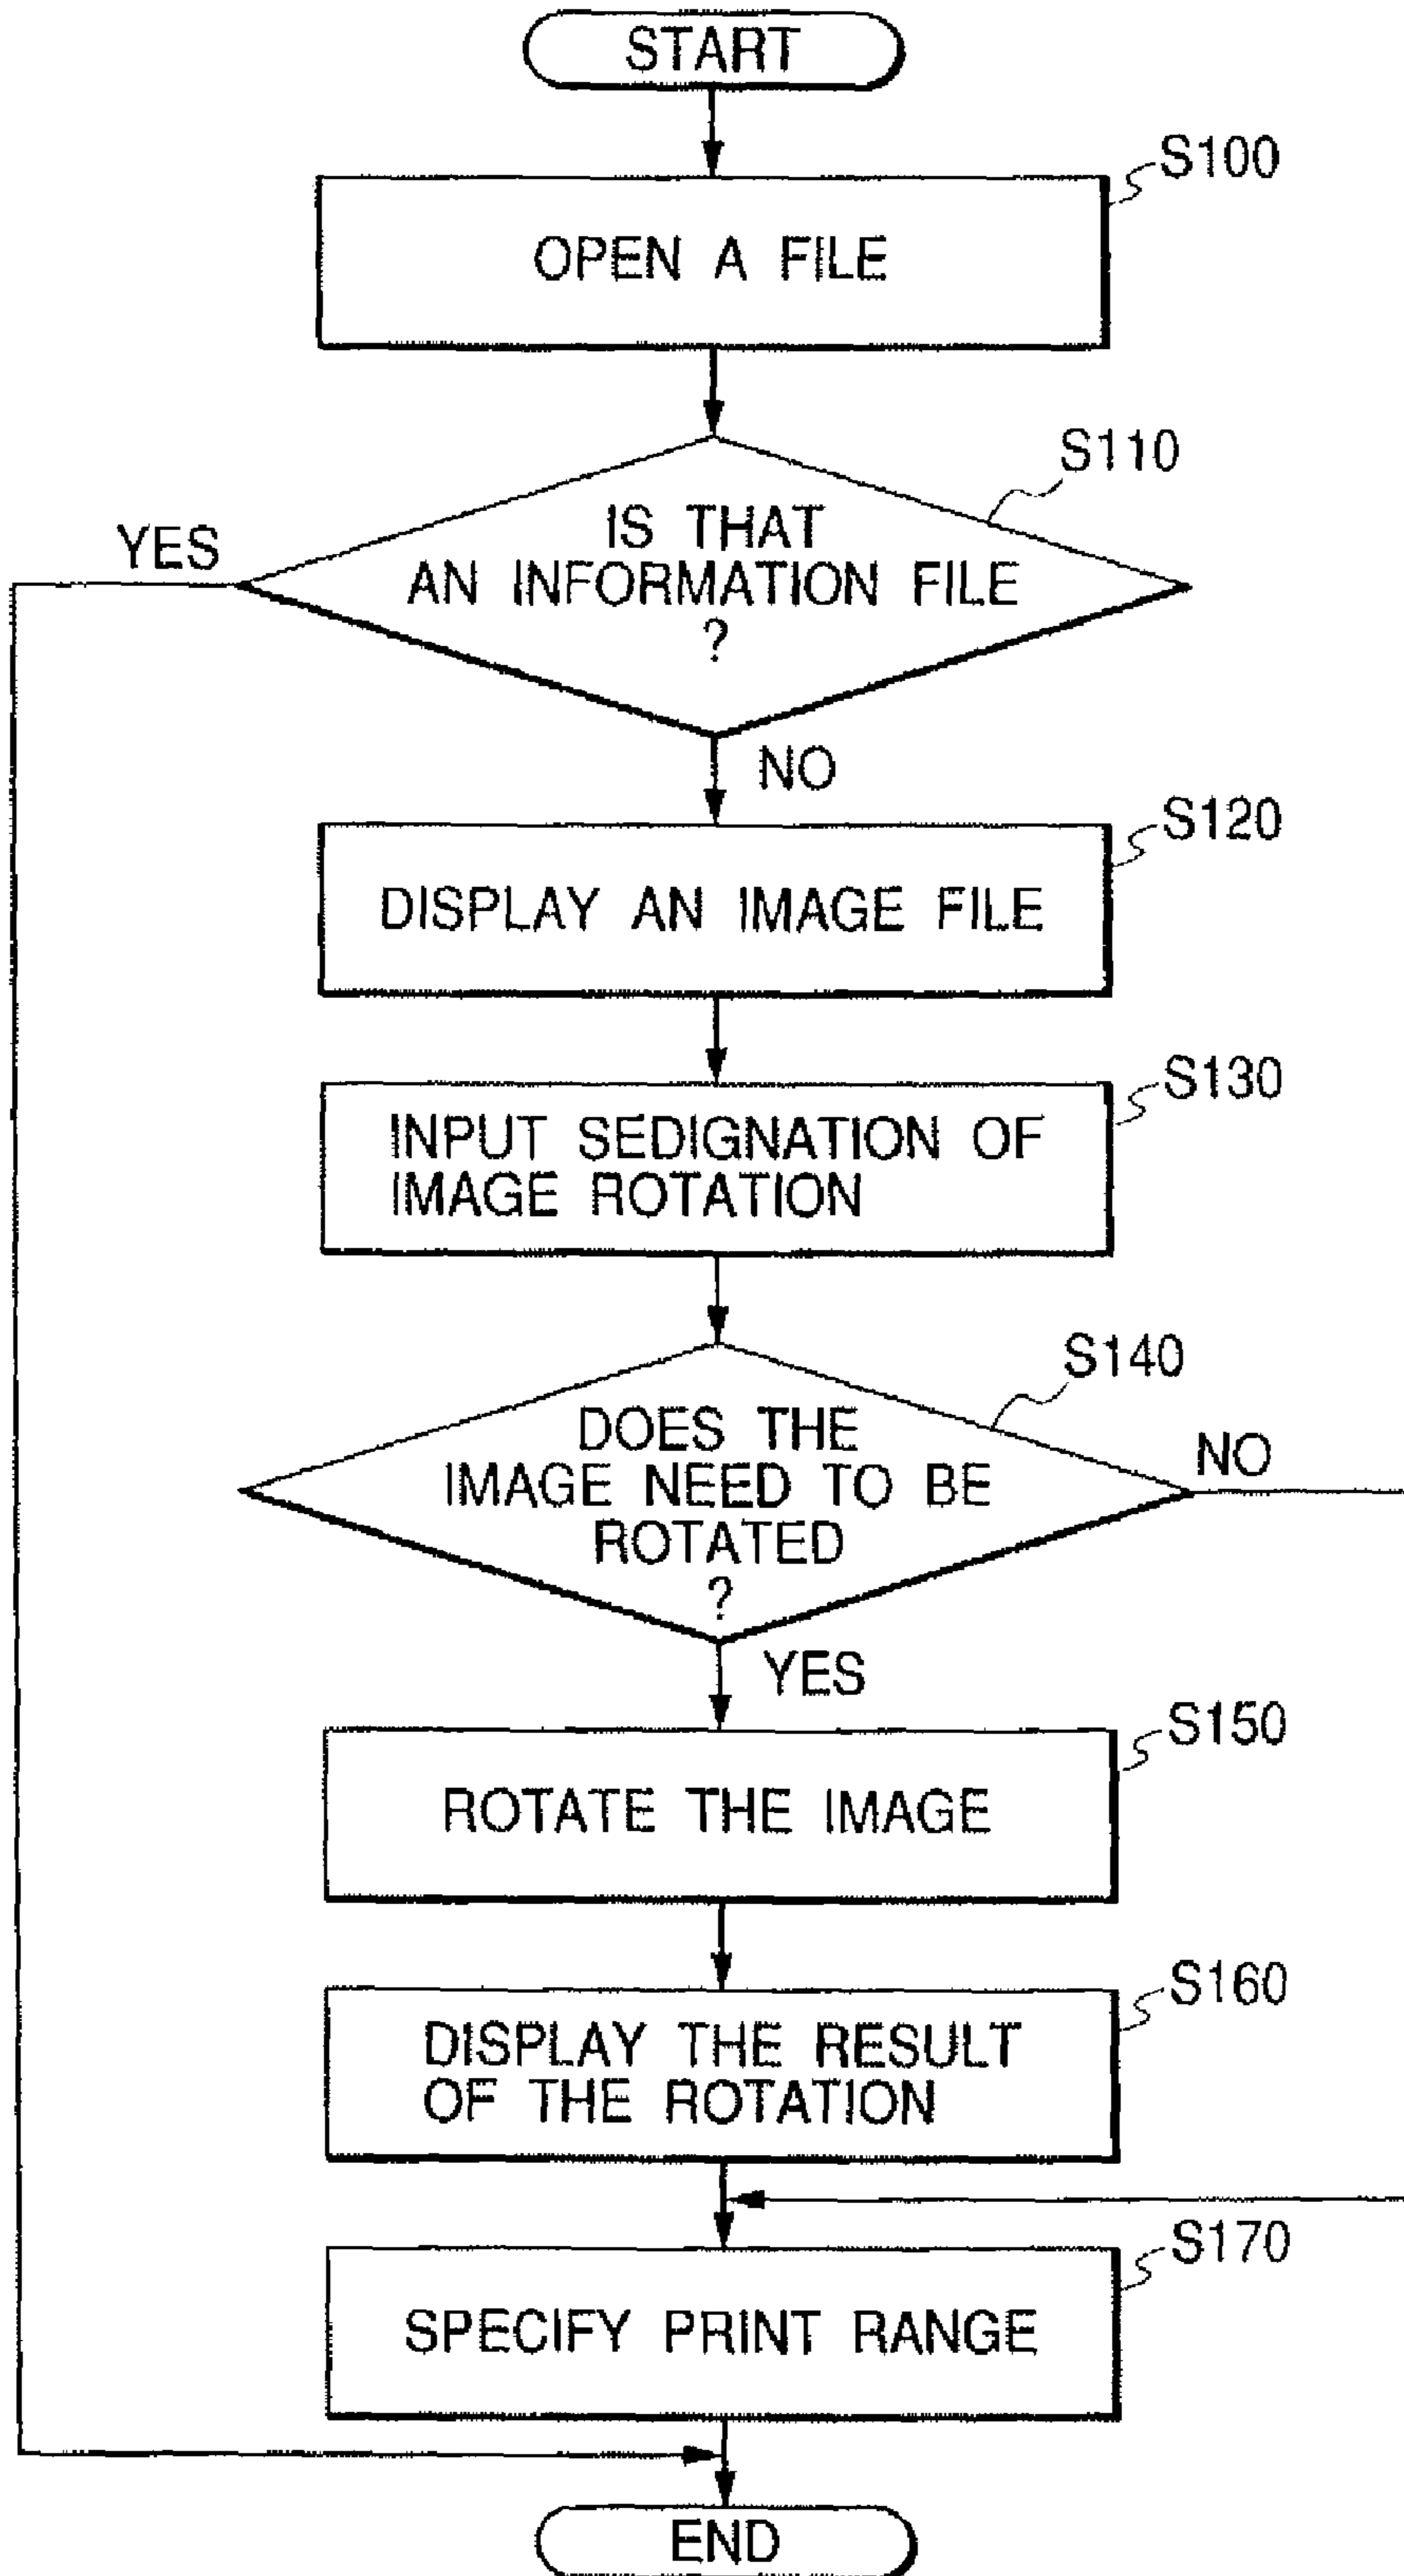 START
S100
OPEN A FILE
S110
IS THAT
YES
AN INFORMATION FILE
?
NO
S120
DISPLAY AN IMAGE FILE
S130
INPUT SEDIGNATION OF
IMAGE ROTATION
S140
DOES THE
NO
IMAGE NEED TO BE
ROTATED
?
YES
S150
ROTATE THE IMAGE
S160
DISPLAY THE RESULT
OF THE ROTATION
S170
SPECIFY PRINT RANGE
END